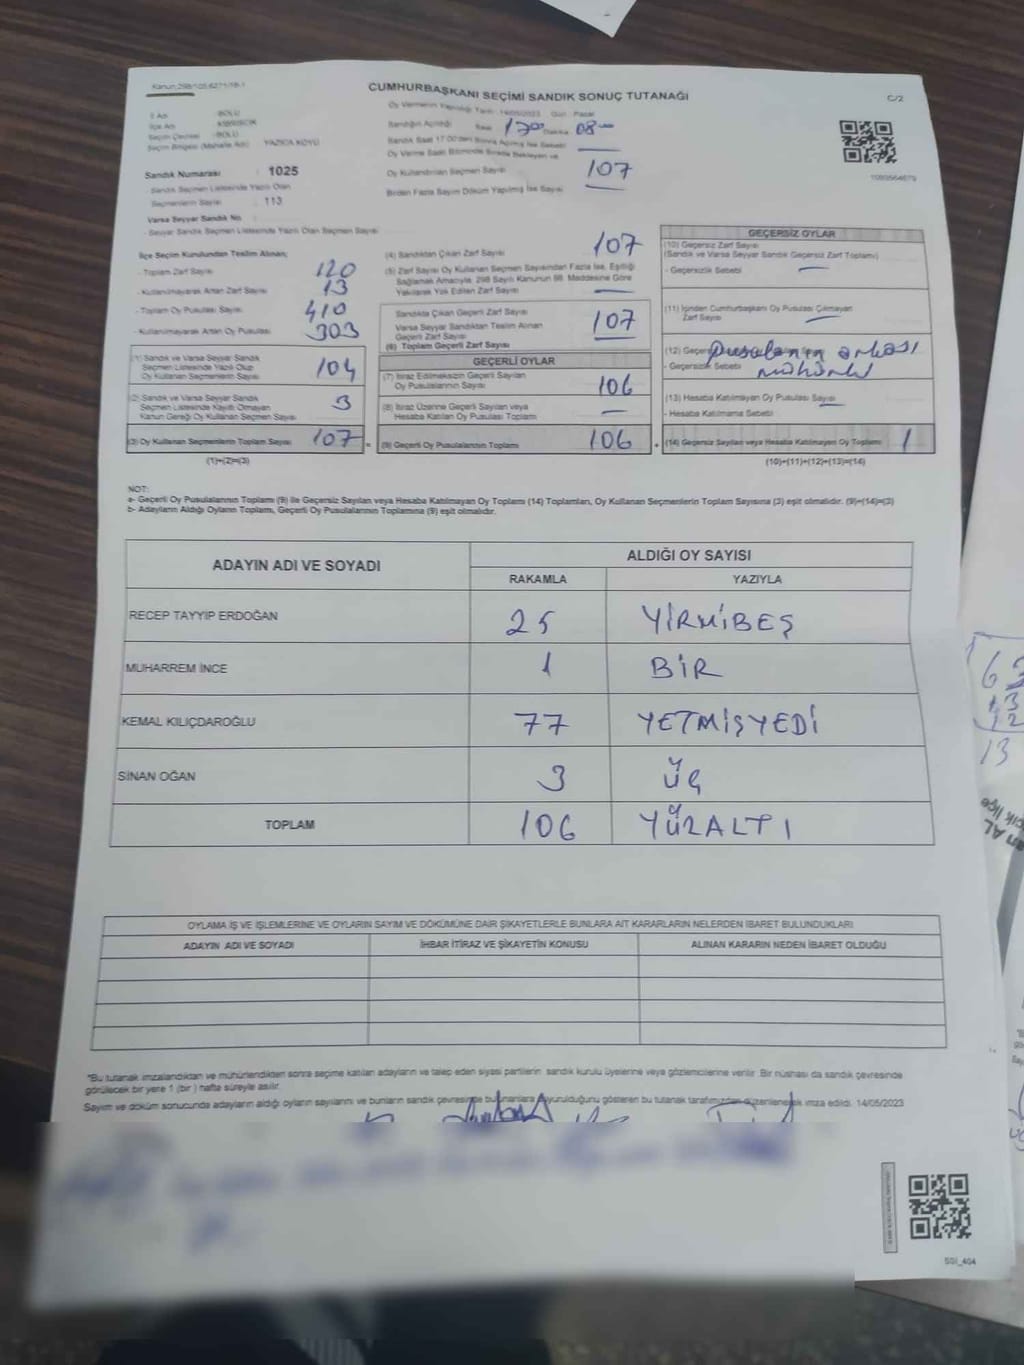 Kanun:298/105,6271/16-1
CUMHURBAŞKANI SEÇİMİ SANDIK SONUÇ TUTANAĞI
C/2
İl Adı : BOLU
İlçe Adı : KIBRISCIK
Seçim Çevresi : BOLU
Seçim Bölgesi (Mahalle Adı) : YAZICA KÖYÜ
Sandık Numarası : 1025
- Sandık Seçmen Listesinde Yazılı Olan
Seçmenlerin Sayısı : 113
Varsa Seyyar Sandık No
- Seyyar Sandık Seçmen Listesinde Yazılı Olan Seçmen Sayısı
Oy Vermenin Yapıldığı Tarih : 14/05/2023 Gün : Pazar
Sandığın Açıldığı Saat 17 00 Dakika 08
Sandık Saat 17.00'den Sonra Açılmış İse Sebebi
Oy Verme Saati Bitiminde Sırada Bekleyen ve
Oy Kullandırılan Seçmen Sayısı 107
Birden Fazla Sayım Döküm Yapılmış İse Sayısı
İlçe Seçim Kurulundan Teslim Alınan;
- Toplam Zarf Sayısı 120
- Kullanılmayarak Artan Zarf Sayısı 13
- Toplam Oy Pusulası Sayısı 410
- Kullanılmayarak Artan Oy Pusulası 303
(1) Sandık ve Varsa Seyyar Sandık
Seçmen Listesinde Yazılı Olup
Oy Kullanan Seçmenlerin Sayısı 104
(2) Sandık ve Varsa Seyyar Sandık
Seçmen Listesinde Kayıtlı Olmayan
Kanun Gereği Oy Kullanan Seçmen Sayısı 3
(3) Oy Kullanan Seçmenlerin Toplam Sayısı 107 =
(1)+(2)=(3)
(4) Sandıktan Çıkan Zarf Sayısı 107
(5) Zarf Sayısı Oy Kullanan Seçmen Sayısından Fazla İse, Eşitliği
Sağlamak Amacıyla, 298 Sayılı Kanunun 98. Maddesine Göre
Yakılarak Yok Edilen Zarf Sayısı
Sandıkta Çıkan Geçerli Zarf Sayısı
Varsa Seyyar Sandıktan Teslim Alınan
Geçerli Zarf Sayısı 107
(6) Toplam Geçerli Zarf Sayısı
GEÇERLİ OYLAR
(7) İtiraz Edilmeksizin Geçerli Sayılan
Oy Pusulalarının Sayısı 106
(8) İtiraz Üzerine Geçerli Sayılan veya
Hesaba Katılan Oy Pusulası Toplamı
(9) Geçerli Oy Pusulalarının Toplamı 106 +
GEÇERSİZ OYLAR
(10) Geçersiz Zarf Sayısı
(Sandık ve Varsa Seyyar Sandık Geçersiz Zarf Toplamı)
- Geçersizlik Sebebi
(11) İçinden Cumhurbaşkanı Oy Pusulası Çıkmayan
Zarf Sayısı
(12) Geçersiz pusulanın arkası
- Geçersizlik Sebebi mühürlü
(13) Hesaba Katılmayan Oy Pusulası Sayısı
- Hesaba Katılmama Sebebi
(14) Geçersiz Sayılan veya Hesaba Katılmayan Oy Toplamı 1
(10)+(11)+(12)+(13)=(14)
NOT:
a- Geçerli Oy Pusulalarının Toplamı (9) ile Geçersiz Sayılan veya Hesaba Katılmayan Oy Toplamı (14) Toplamları, Oy Kullanan Seçmenlerin Toplam Sayısına (3) eşit olmalıdır. (9)+(14)=(3)
b- Adayların Aldığı Oyların Toplamı, Geçerli Oy Pusulalarının Toplamına (9) eşit olmalıdır.
ADAYIN ADI VE SOYADI
ALDIĞI OY SAYISI
RAKAMLA YAZIYLA
RECEP TAYYIP ERDOĞAN 25 YİRMİBEŞ
MUHARREM İNCE 1 BİR
KEMAL KILIÇDAROĞLU 77 YETMİŞYEDİ
SİNAN OĞAN 3 ÜÇ
TOPLAM 106 YÜZALTI
OYLAMA İŞ VE İŞLEMLERİNE VE OYLARIN SAYIM VE DÖKÜMÜNE DAİR ŞİKAYETLERLE BUNLARA AİT KARARLARIN NELERDEN İBARET BULUNDUKLARI
ADAYIN ADI VE SOYADI İHBAR İTİRAZ VE ŞİKAYETİN KONUSU ALINAN KARARIN NEDEN İBARET OLDUĞU
*Bu tutanak imzalandıktan ve mühürlendikten sonra seçime katılan adayların ve talep eden siyasi partilerin sandık kurulu üyelerine veya gözlemcilerine verilir. Bir nüshası da sandık çevresinde
görülecek bir yere 1 (bir) hafta süreyle asılır.
Sayım ve döküm sonucunda adayların aldığı oyların sayılarını ve bunların sandık çevresinde bulunanlara duyurulduğunu gösteren bu tutanak tarafımızdan düzenlenerek imza edildi. 14/05/2023
SSI_404
13